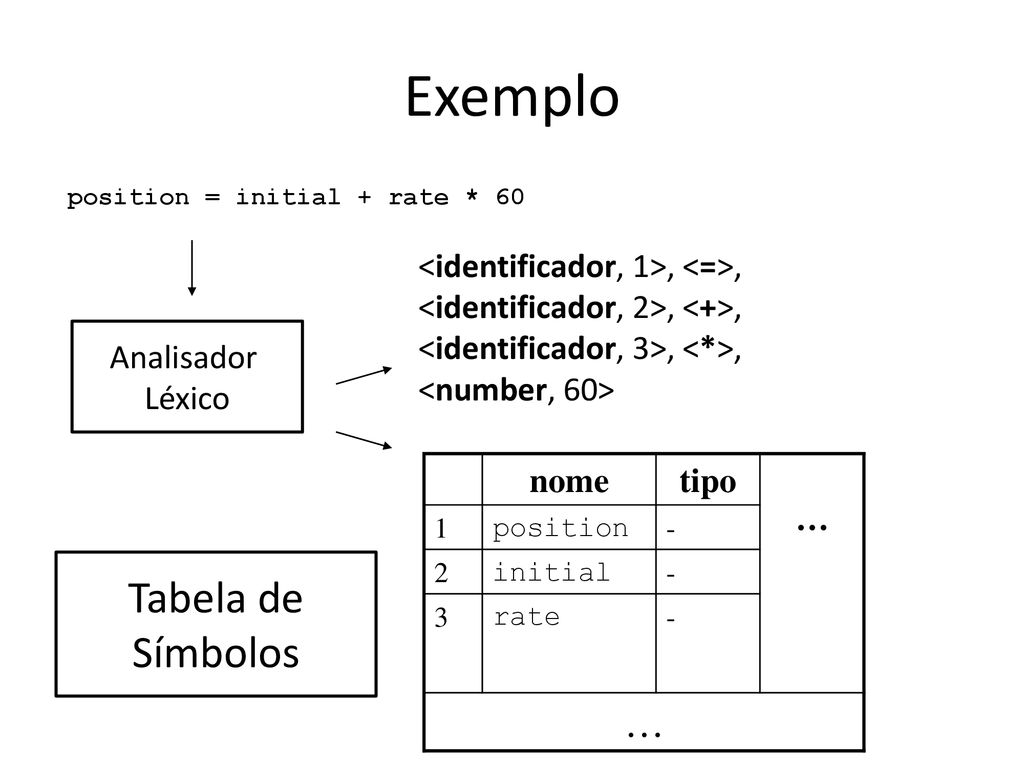 Exemplo
position = initial + rate * 60
<identificador, 1>, <=>,
<identificador, 2>, <+>,
<identificador, 3>, <*>,
<number, 60>
Analisador
Léxico
nome tipo
...
1 position -
2 initial -
3 rate -
Tabela de
Símbolos
...